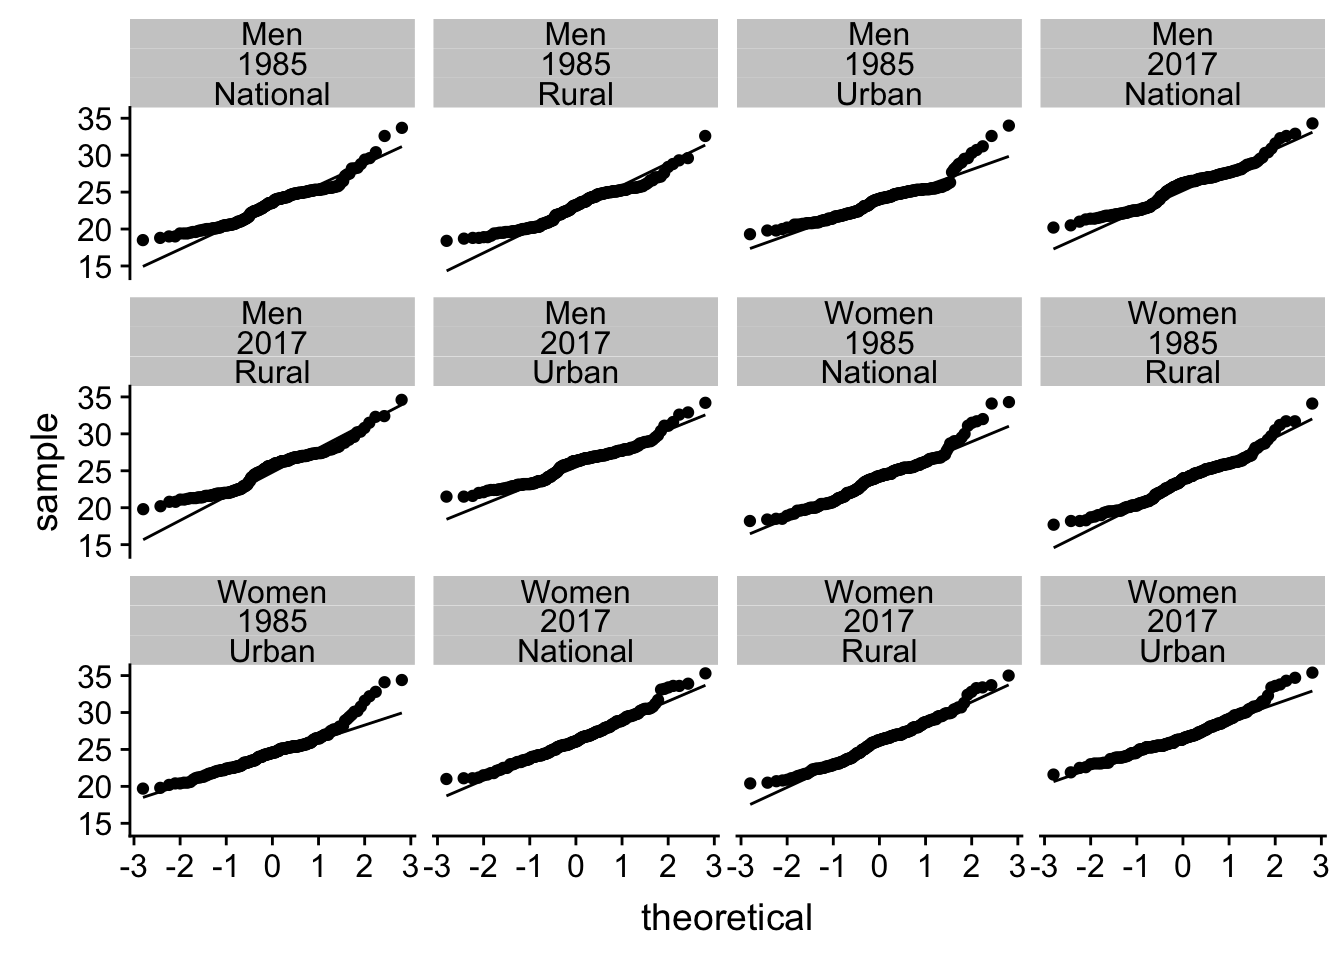 Men Men Men Men
1985 1985 1985 2017
National Rural Urban National
35
30
25
20
15
Men Men Women Women
2017 2017 1985 1985
Rural Urban National Rural
35
30
25
20
15
sample
Women Women Women Women
1985 2017 2017 2017
Urban National Rural Urban
35
30
25
20
15
-3 -2 -1 0 1 2 3 -3 -2 -1 0 1 2 3 -3 -2 -1 0 1 2 3 -3 -2 -1 0 1 2 3
theoretical